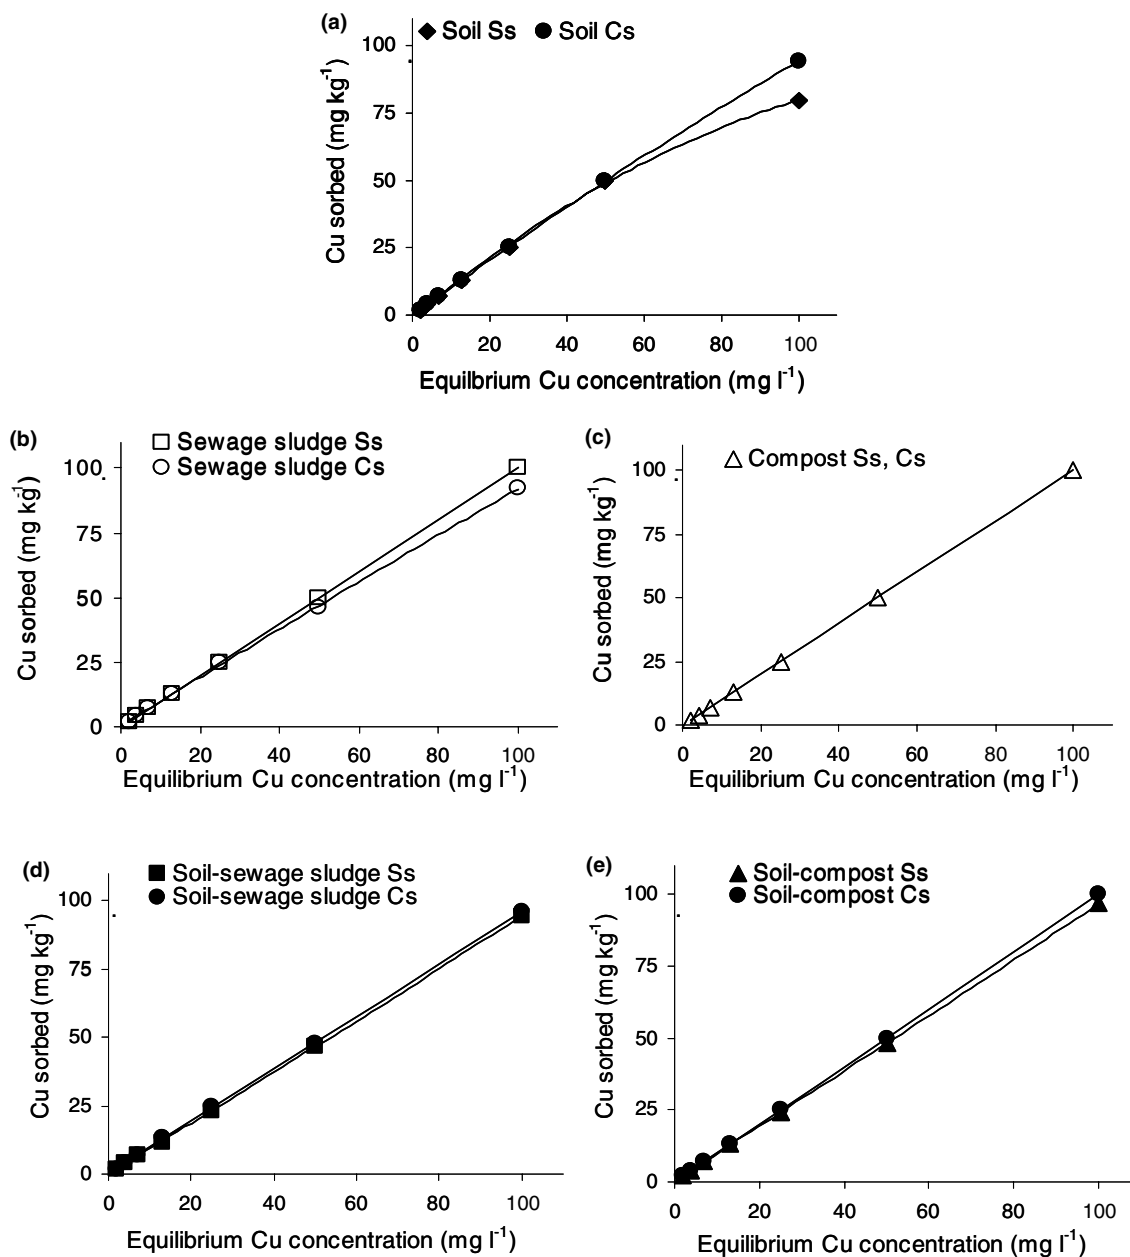 (a)
Soil Ss Soil Cs
Cu sorbed (mg kg-1)
100
75
50
25
0
0 20 40 60 80 100
Equilbrium Cu concentration (mg l-1)
(b)
Sewage sludge Ss
Sewage sludge Cs
Cu sorbed (mg kg-1)
100
75
50
25
0
0 20 40 60 80 100
Equilibrium Cu concentration (mg l-1)
(c)
Compost Ss, Cs
Cu sorbed (mg kg-1)
100
75
50
25
0
0 20 40 60 80 100
Equilibrium Cu concentration (mg l-1)
(d)
Soil-sewage sludge Ss
Soil-sewage sludge Cs
Cu sorbed (mg kg-1)
100
75
50
25
0
0 20 40 60 80 100
Equilibrium Cu concentration (mg l-1)
(e)
Soil-compost Ss
Soil-compost Cs
Cu sorbed (mg kg-1)
100
75
50
25
0
0 20 40 60 80 100
Equilibrium Cu concentration (mg l-1)